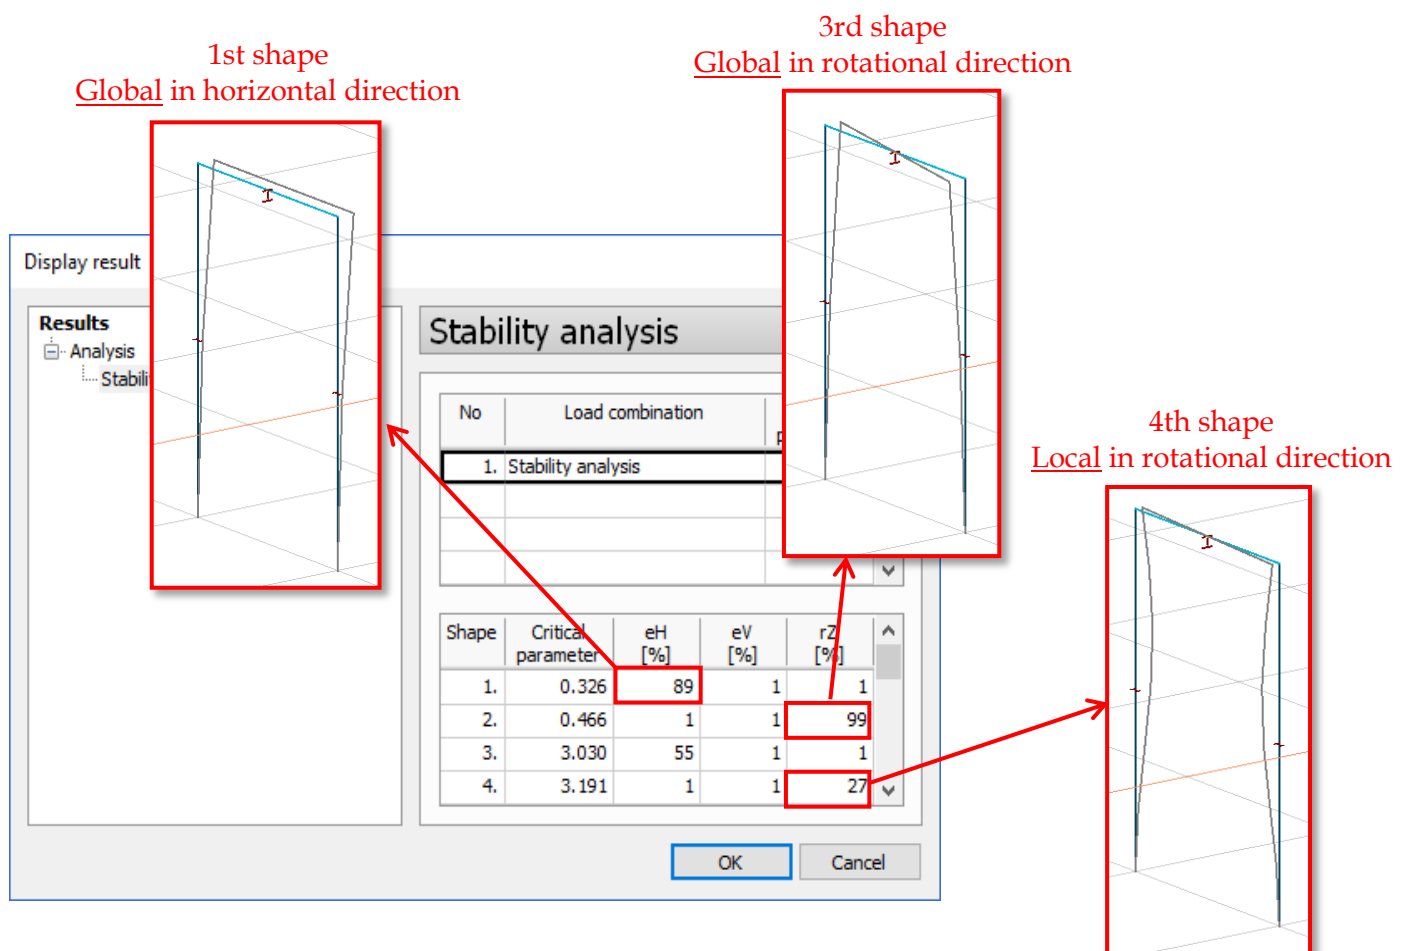 1st shape
Global in horizontal direction
3rd shape
Global in rotational direction
Display result
Results
Analysis
Stability analysis
No Load combination
1. Stability analysis
4th shape
Local in rotational direction
Shape Critical parameter eH [%] eV [%] rZ [%]
1. 0.326 89 1 1
2. 0.466 1 1 99
3. 3.030 55 1 1
4. 3.191 1 1 27
OK Cancel